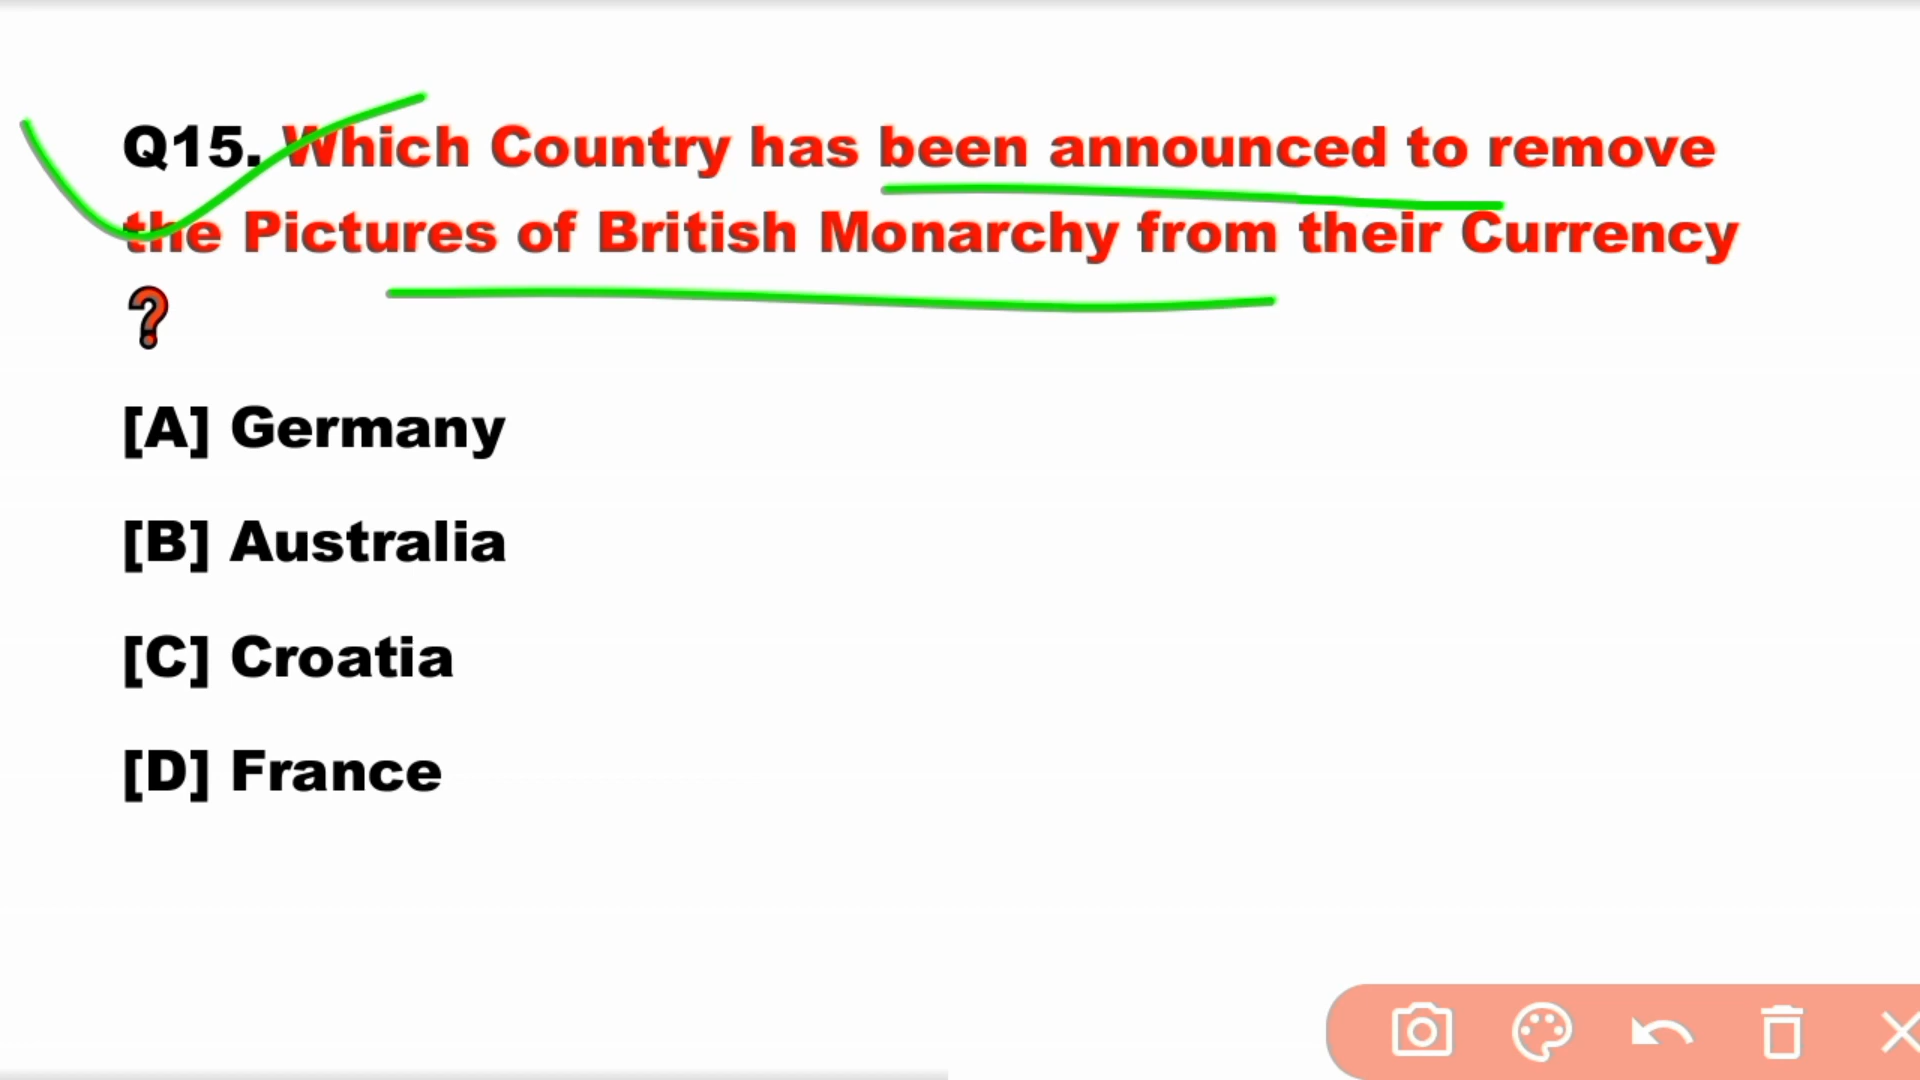 Q15. Which Country has been announced to remove
the Pictures of British Monarchy from their Currency
?
[A] Germany
[B] Australia
[C] Croatia
[D] France